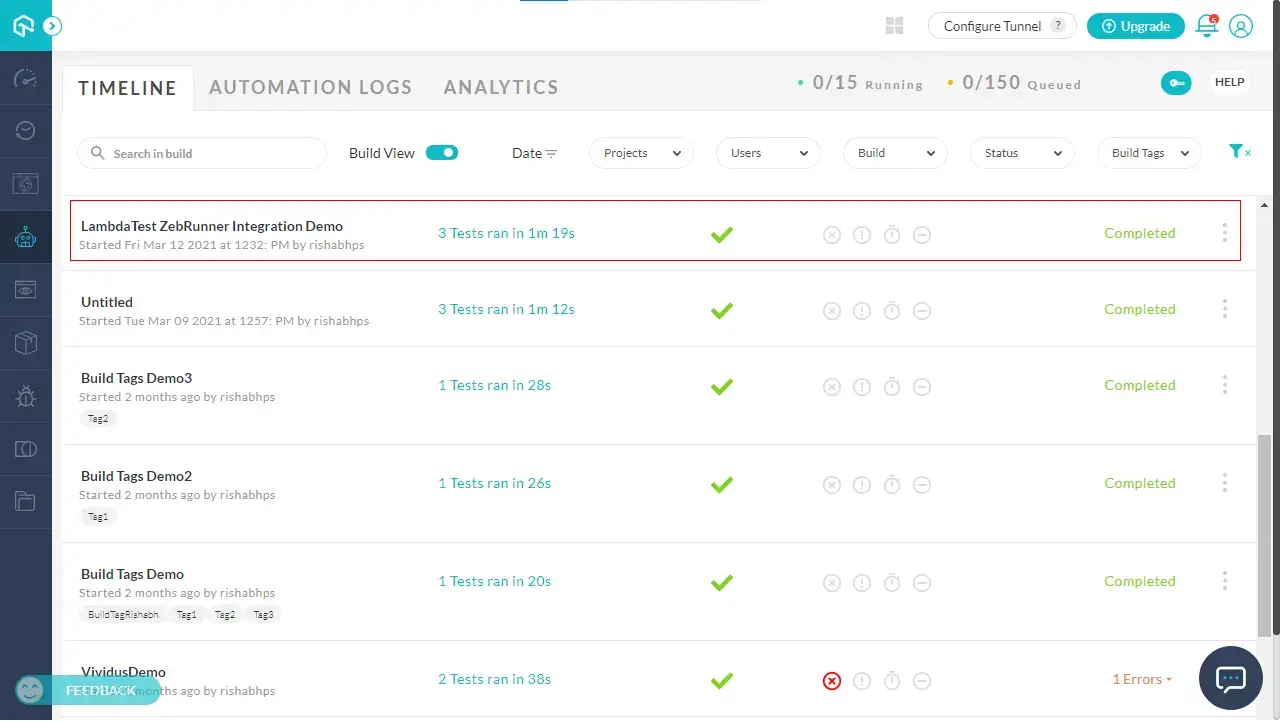 Configure Tunnel ?
Upgrade
TIMELINE AUTOMATION LOGS ANALYTICS
0/15 Running 0/150 Queued
HELP
Search in build
Build View
Date
Projects
Users
Build
Status
Build Tags
LambdaTest ZebRunner Integration Demo
Started Fri Mar 12 2021 at 1232: PM by rishabhps
3 Tests ran in 1m 19s
Completed
Untitled
Started Tue Mar 09 2021 at 1257: PM by rishabhps
3 Tests ran in 1m 12s
Completed
Build Tags Demo3
Started 2 months ago by rishabhps
Tag2
1 Tests ran in 28s
Completed
Build Tags Demo2
Started 2 months ago by rishabhps
Tag1
1 Tests ran in 26s
Completed
Build Tags Demo
Started 2 months ago by rishabhps
BuildTagRishabh Tag1 Tag2 Tag3
1 Tests ran in 20s
Completed
VividusDemo
months ago by rishabhps
2 Tests ran in 38s
1 Errors
FEEDBACK